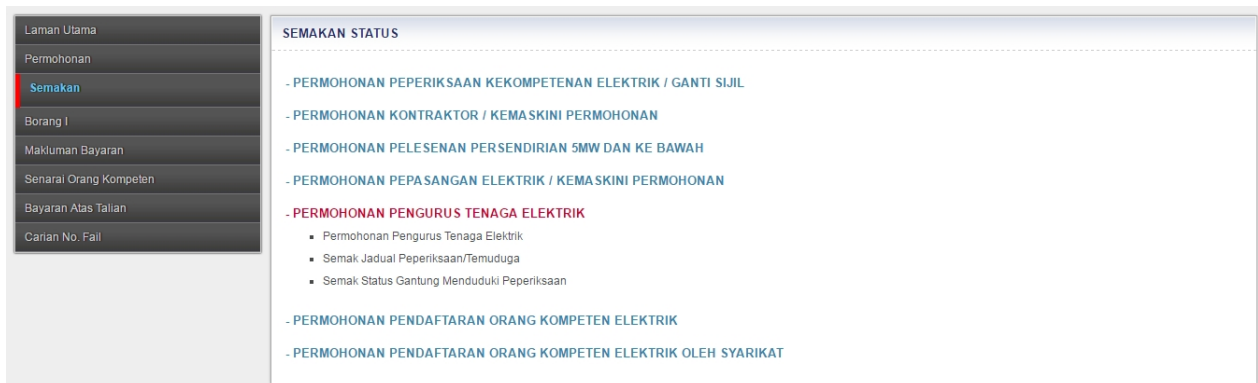 Laman Utama
Permohonan
Semakan
Borang I
Makluman Bayaran
Senarai Orang Kompeten
Bayaran Atas Talian
Carian No. Fail
SEMAKAN STATUS
- PERMOHONAN PEPERIKSAAN KEKOMPETENAN ELEKTRIK / GANTI SIJIL
- PERMOHONAN KONTRAKTOR / KEMASKINI PERMOHONAN
- PERMOHONAN PELESENAN PERSENDIRIAN 5MW DAN KE BAWAH
- PERMOHONAN PEPASANGAN ELEKTRIK / KEMASKINI PERMOHONAN
- PERMOHONAN PENGURUS TENAGA ELEKTRIK
▪ Permohonan Pengurus Tenaga Elektrik
▪ Semak Jadual Peperiksaan/Temuduga
▪ Semak Status Gantung Menduduki Peperiksaan
- PERMOHONAN PENDAFTARAN ORANG KOMPETEN ELEKTRIK
- PERMOHONAN PENDAFTARAN ORANG KOMPETEN ELEKTRIK OLEH SYARIKAT